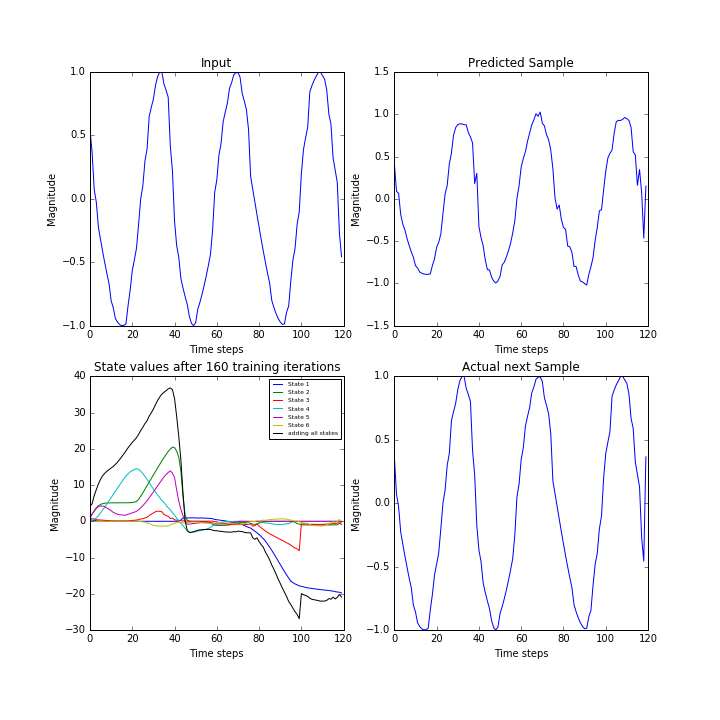 Input
Magnitude
1.0
0.5
0.0
−0.5
−1.0
0 20 40 60 80 100 120
Time steps
Predicted Sample
Magnitude
1.5
1.0
0.5
0.0
−0.5
−1.0
−1.5
0 20 40 60 80 100 120
Time steps
State values after 160 training iterations
Magnitude
40
30
20
10
0
−10
−20
−30
0 20 40 60 80 100 120
Time steps
State 1
State 2
State 3
State 4
State 5
State 6
adding all states
Actual next Sample
Magnitude
1.0
0.5
0.0
−0.5
−1.0
0 20 40 60 80 100 120
Time steps